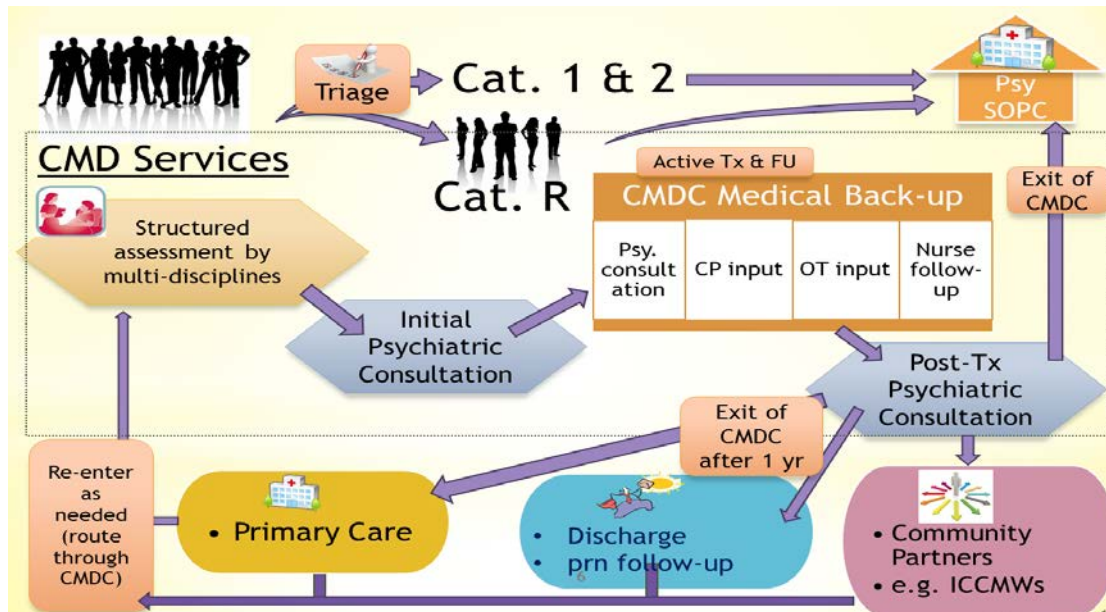 Triage
Cat. 1 & 2
Psy
SOPC
CMD Services
Cat. R
Active Tx & FU
Exit of
CMDC
Structured
assessment by
multi-disciplines
CMDC Medical Back-up
Psy.
consult
ation
CP input
OT input
Nurse
follow-
up
Initial
Psychiatric
Consultation
Post-Tx
Psychiatric
Consultation
Exit of
CMDC
after 1 yr
Re-enter
as
needed
(route
through
CMDC)
• Primary Care
• Discharge
• prn follow-up
6
• Community
Partners
• e.g. ICCMWs